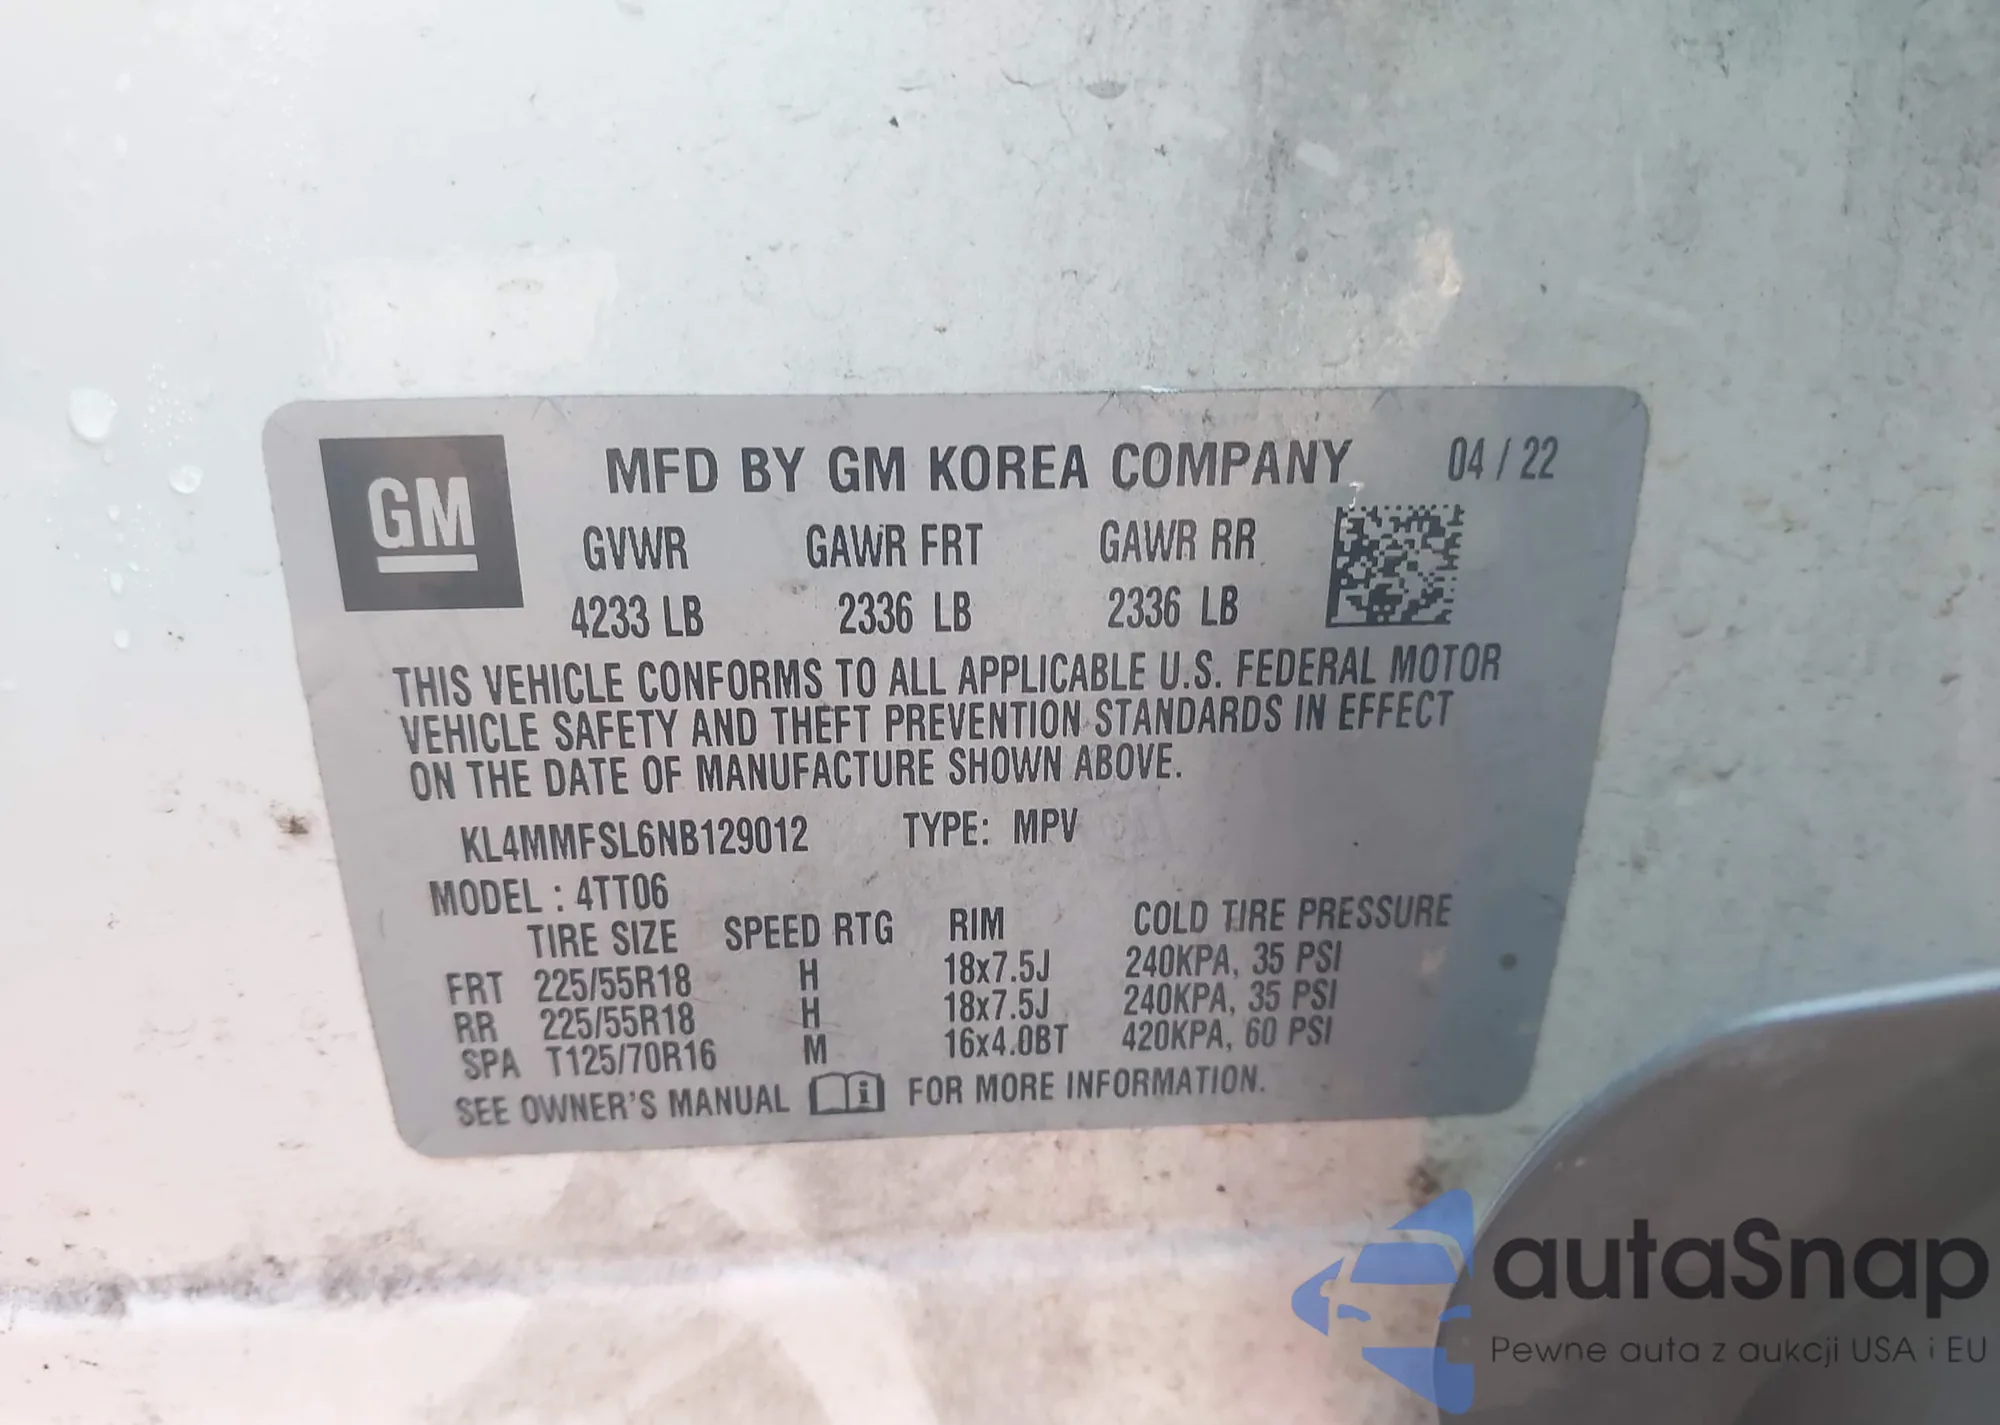 GM
MFD BY GM KOREA COMPANY 04 / 22
GVWR GAWR FRT GAWR RR
4233 LB 2336 LB 2336 LB
THIS VEHICLE CONFORMS TO ALL APPLICABLE U.S. FEDERAL MOTOR
VEHICLE SAFETY AND THEFT PREVENTION STANDARDS IN EFFECT
ON THE DATE OF MANUFACTURE SHOWN ABOVE.
KL4MMFSL6NB129012 TYPE: MPV
MODEL : 4TT06
TIRE SIZE SPEED RTG RIM COLD TIRE PRESSURE
FRT 225/55R18 H 18x7.5J 240KPA, 35 PSI
RR 225/55R18 H 18x7.5J 240KPA, 35 PSI
SPA T125/70R16 M 16x4.0BT 420KPA, 60 PSI
SEE OWNER'S MANUAL i FOR MORE INFORMATION.
autaSnap
Pewne auta z aukcji USA i EU